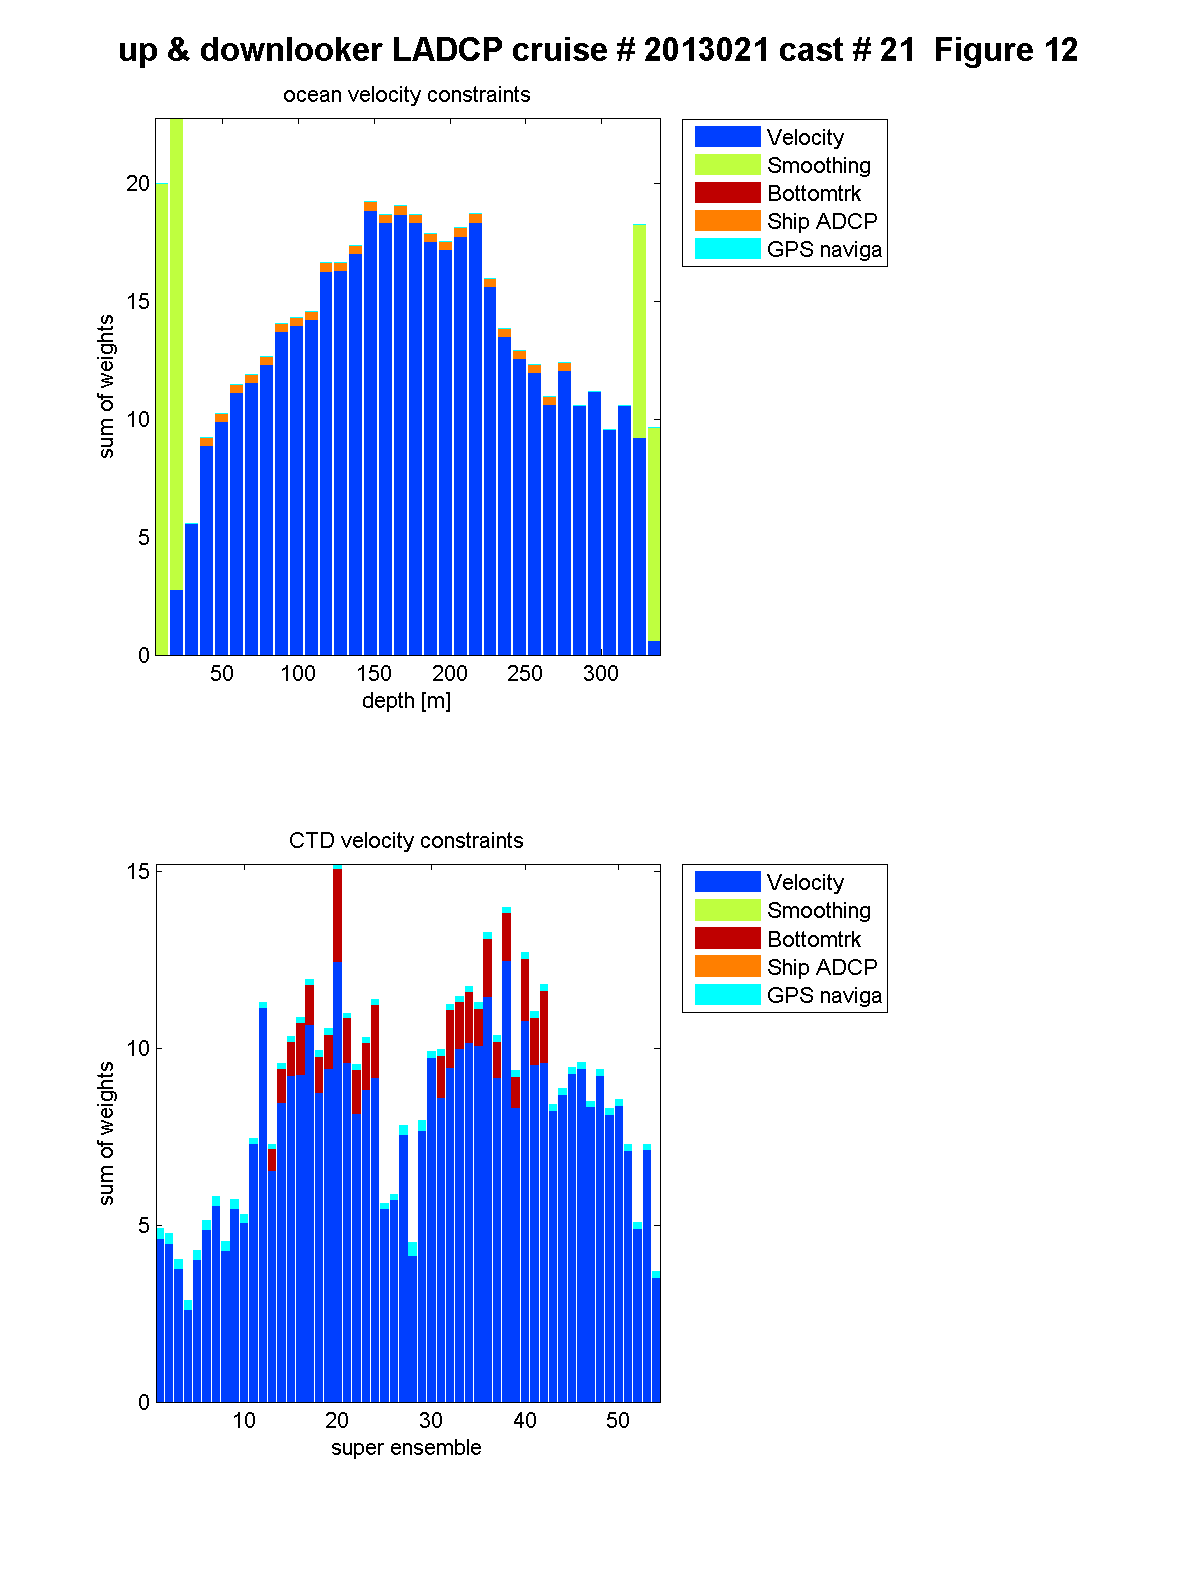 up & downlooker LADCP cruise # 2013021 cast # 21  Figure 12
ocean velocity constraints
Velocity
Smoothing
Bottomtrk
Ship ADCP
GPS naviga
20
15
10
5
0
sum of weights
50 100 150 200 250 300
depth [m]
CTD velocity constraints
Velocity
Smoothing
Bottomtrk
Ship ADCP
GPS naviga
15
10
5
0
sum of weights
10 20 30 40 50
super ensemble